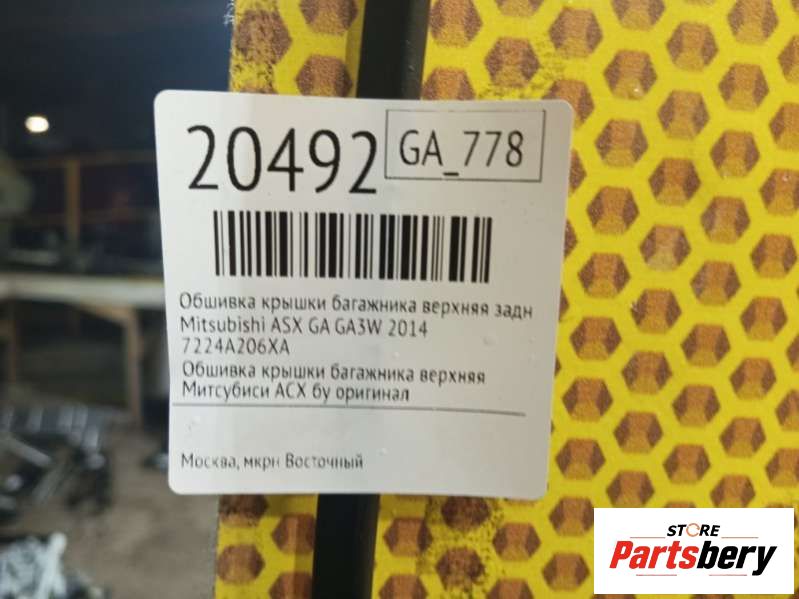 20492
GA_778
Обшивка крышки багажника верхняя задн
Mitsubishi ASX GA GA3W 2014
7224A206XA
Обшивка крышки багажника верхняя
Митсубиси АСХ бу оригинал
Москва, мкрн Восточный
STORE
Partsbery